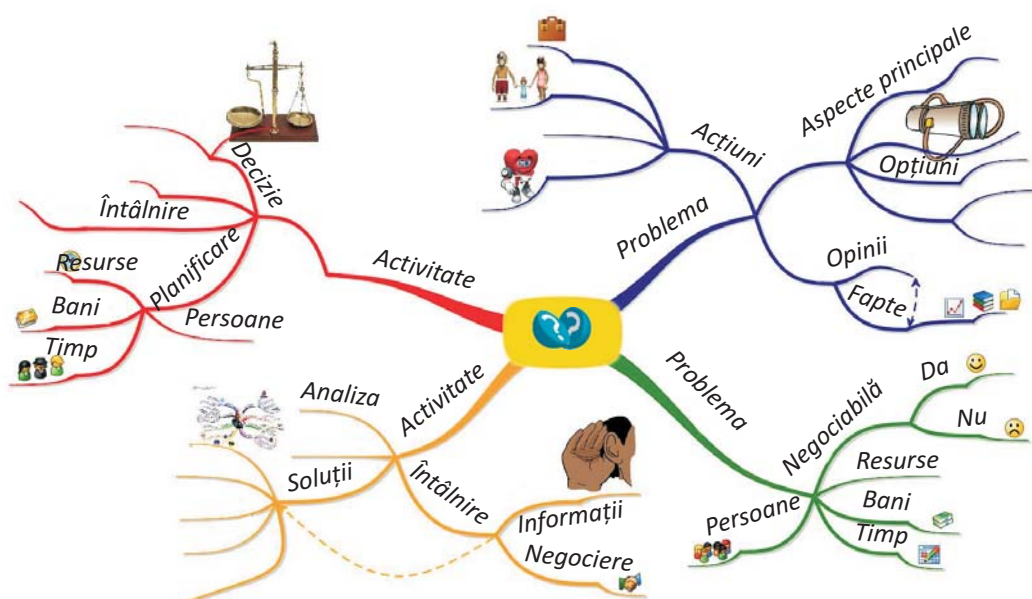 Decizie
Întâlnire
Planificare
Resurse
Bani
Timp
Persoane
Activitate
Acțiuni
Problema
Aspecte principale
Opțiuni
Opinii
Fapte
Activitate
Analiza
Soluții
Întâlnire
Informații
Negociere
Problema
Negociabilă
Da
Nu
Resurse
Bani
Timp
Persoane